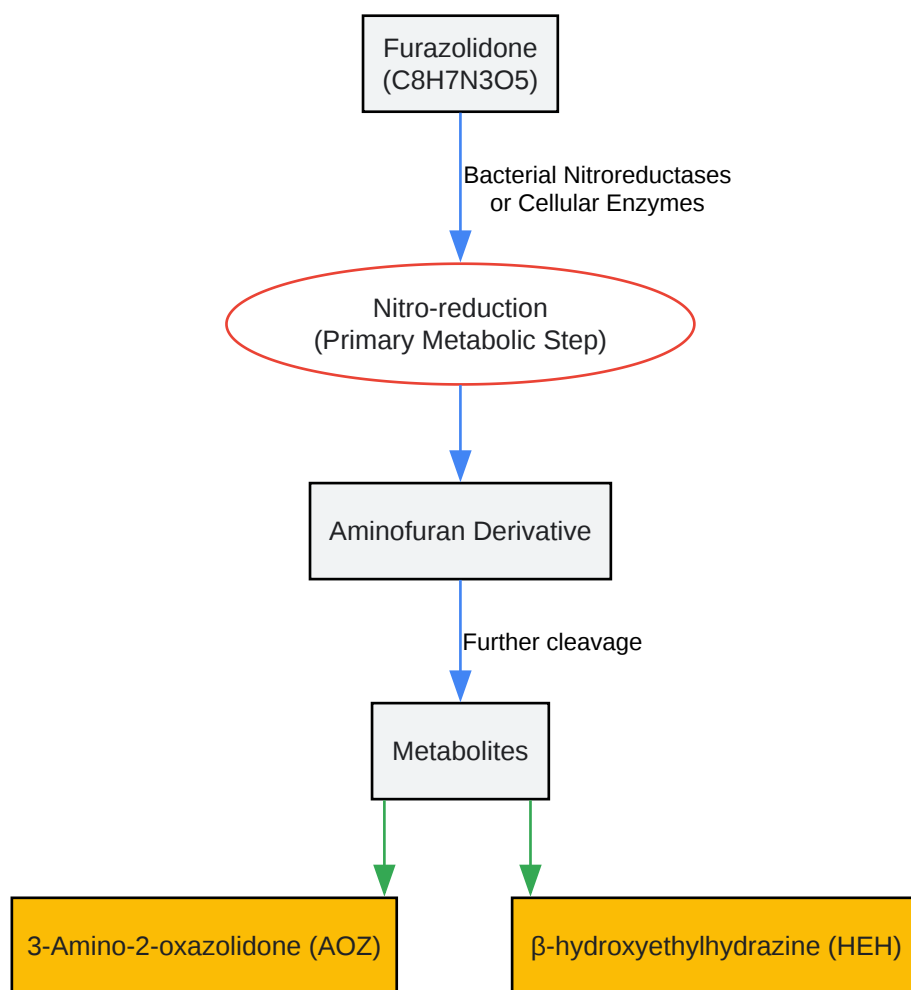 Furazolidone
(C8H7N3O5)
Bacterial Nitroreductases
or Cellular Enzymes
Nitro-reduction
(Primary Metabolic Step)
Aminofuran Derivative
Further cleavage
Metabolites
3-Amino-2-oxazolidone (AOZ)
β-hydroxyethylhydrazine (HEH)